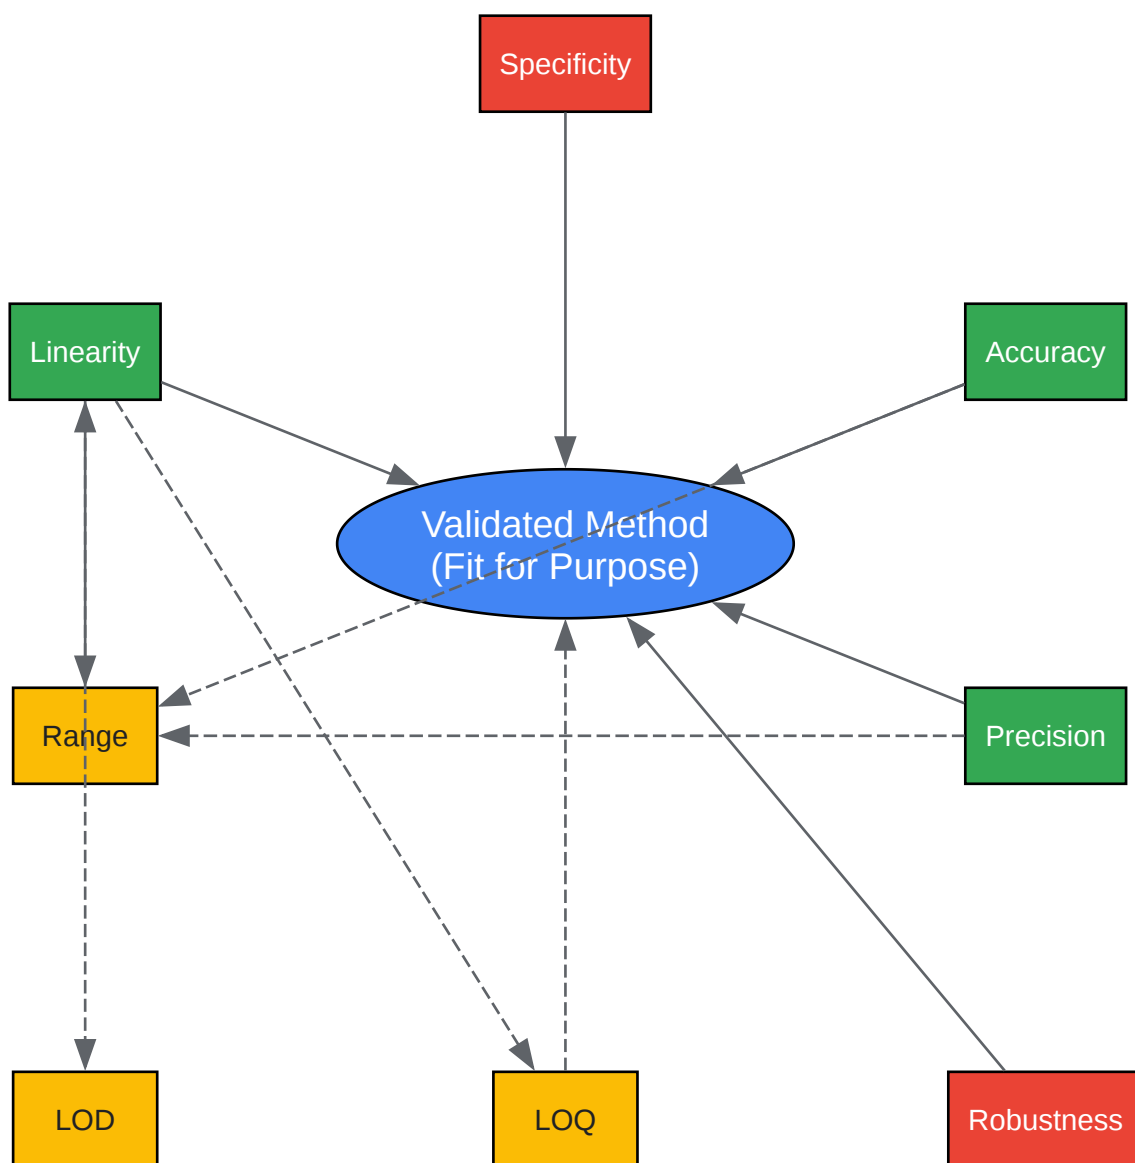 Specificity
Linearity
Accuracy
Validated Method
(Fit for Purpose)
Range
Precision
LOD
LOQ
Robustness